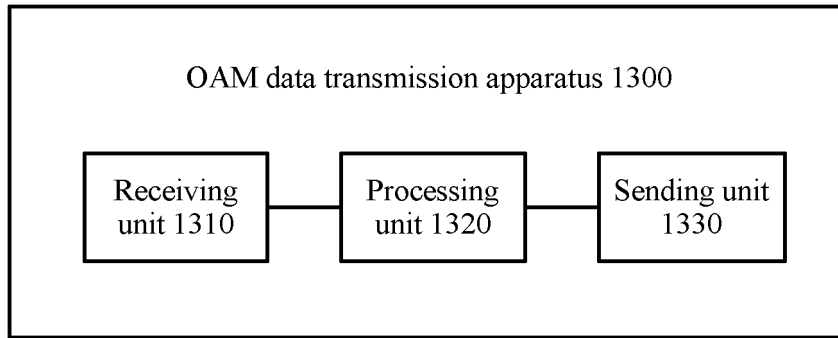 OAM data transmission apparatus 1300
Receiving
unit 1310
Processing
unit 1320
Sending unit
1330